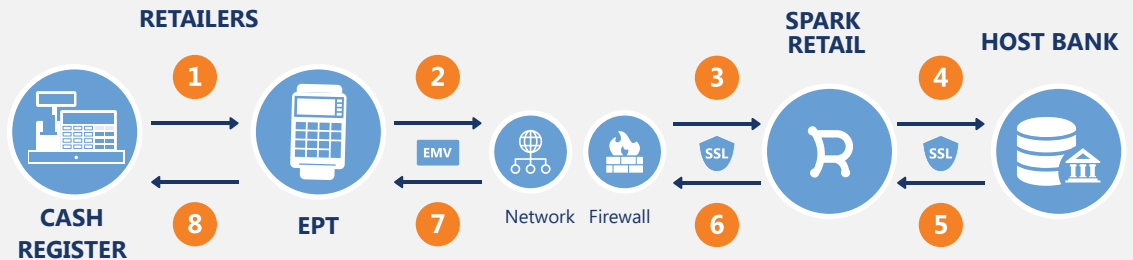 RETAILERS
SPARK
RETAIL
HOST BANK
1
2
3
4
EMV
SSL
SSL
Network
Firewall
CASH
REGISTER
8
EPT
7
6
5